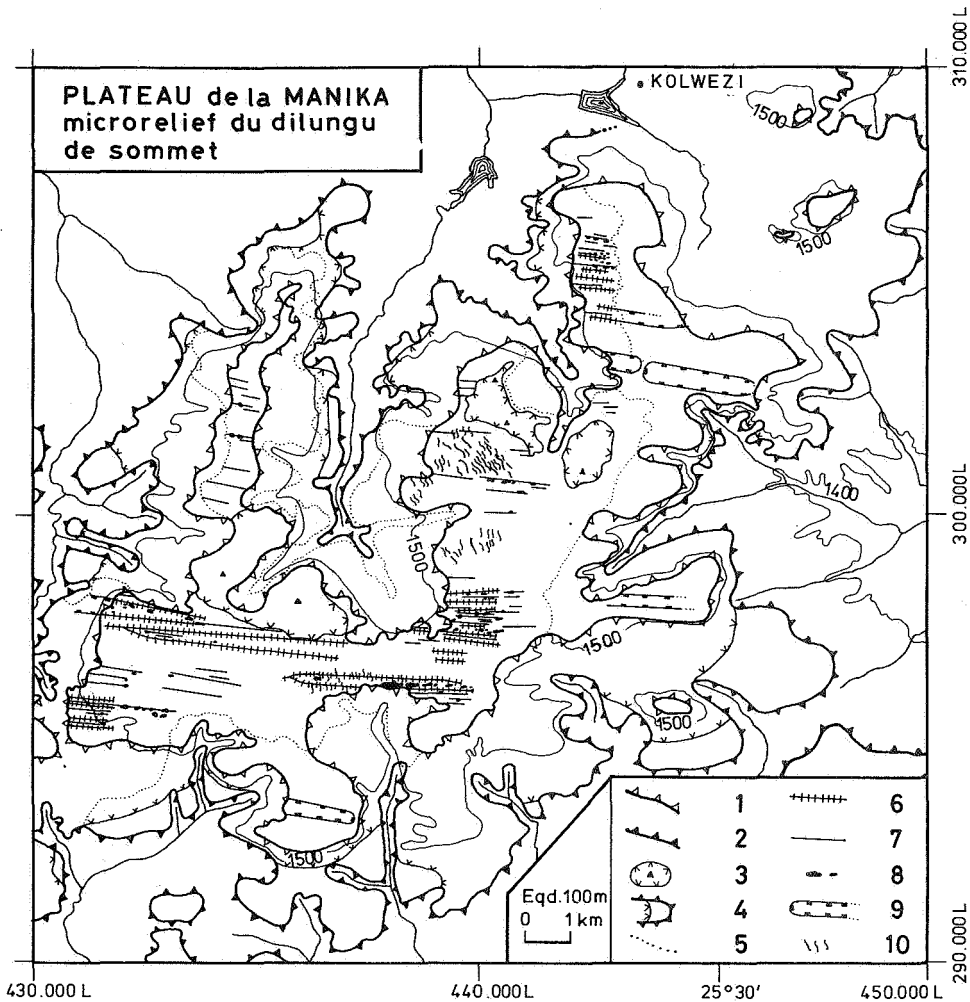 PLATEAU de la MANIKA
microrelief du dilungu
de sommet
KOLWEZI
310.000 L
1500
1500
1400
300.000 L
1500
1500
1500
1500
1 6
2 7
3 8
4 9
5 10
Eqd.100m
0 1 km
290.000 L
430.000 L 440.000 L 25°30' 450.000 L